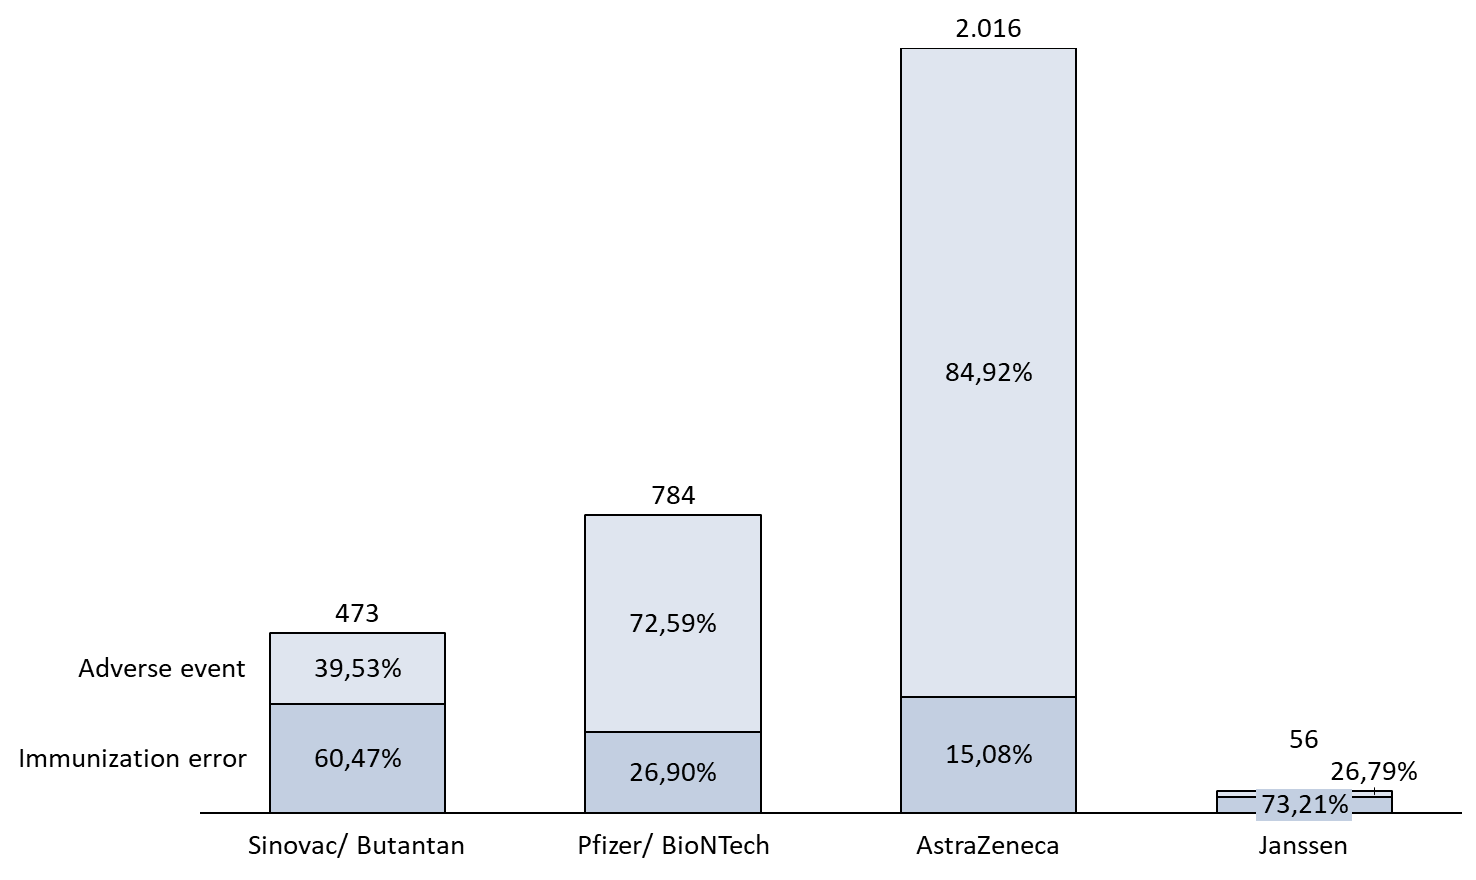 2.016
84,92%
784
72,59%
473
Adverse event
39,53%
Immunization error
60,47%
26,90%
15,08%
56
26,79%
73,21%
Sinovac/ Butantan
Pfizer/ BioNTech
AstraZeneca
Janssen